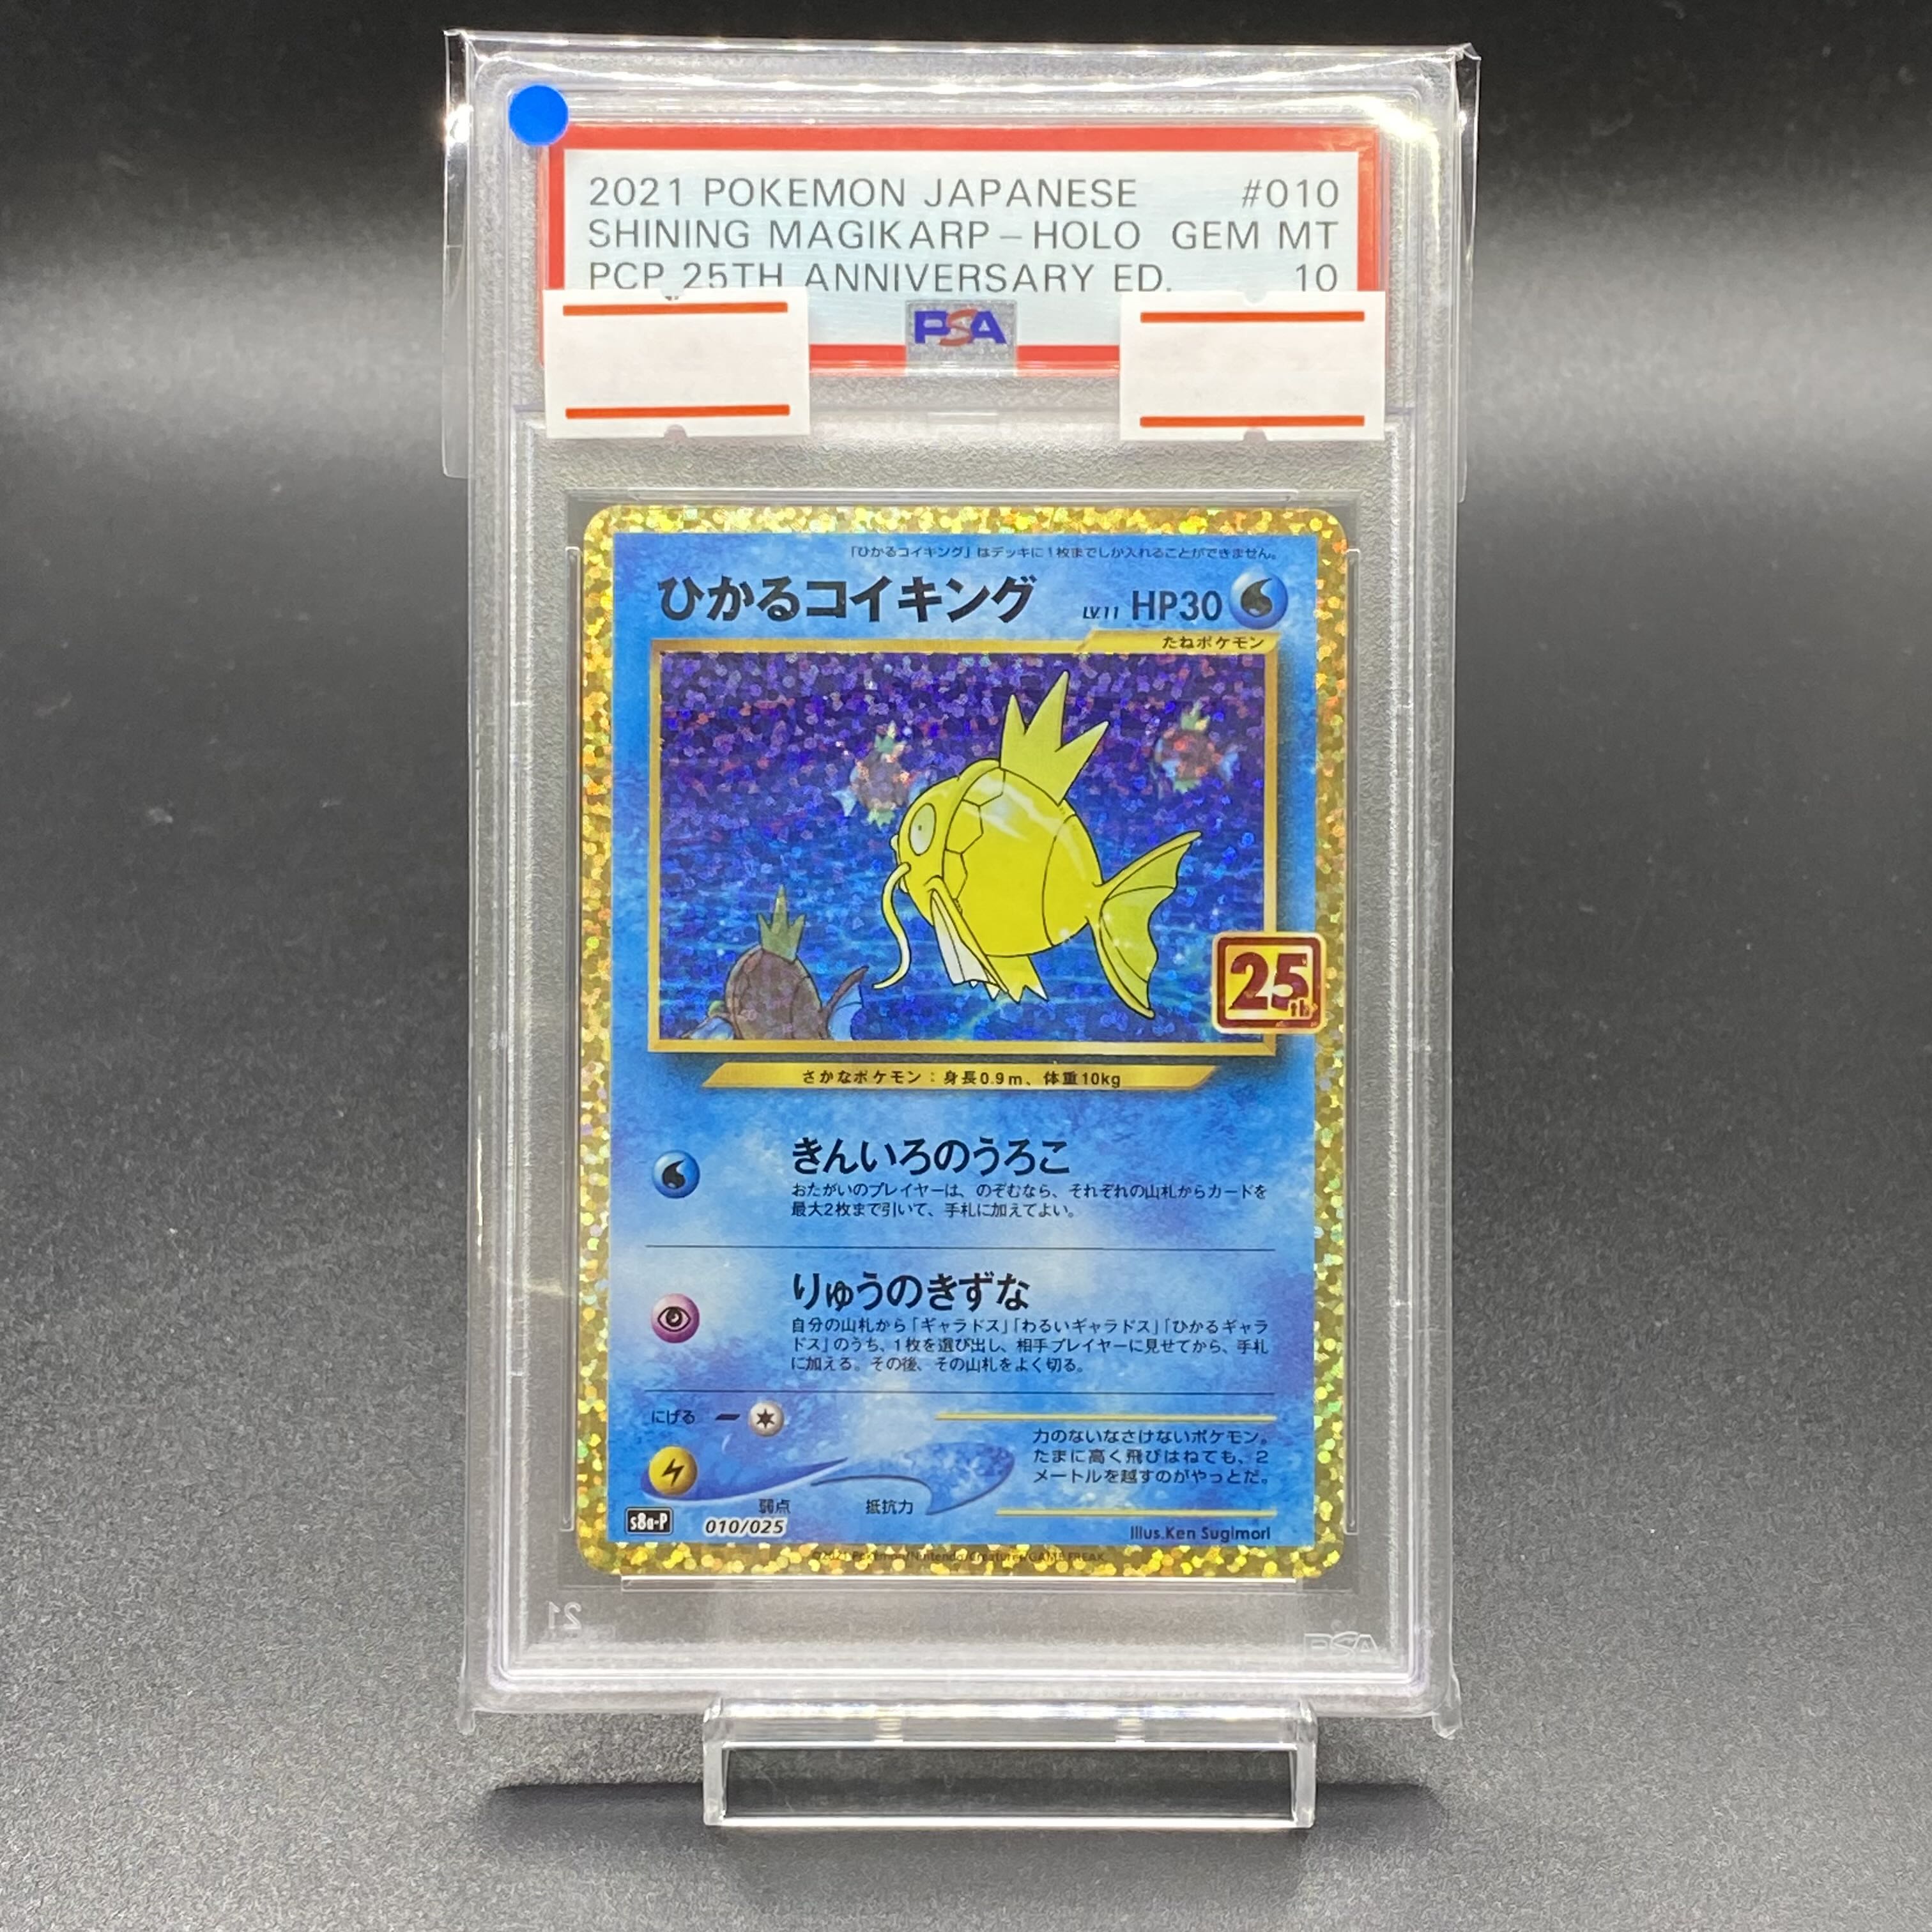 2021 POKEMON JAPANESE #010
SHINING MAGIKARP-HOLO GEM MT
PCP 25TH ANNIVERSARY ED. 10
PSA
「ひかるコイキング」はデッキに1枚までしか入れることができません。
ひかるコイキング LV.11 HP30
たねポケモン
25th
さかなポケモン：身長0.9m、体重10kg
きんいろのうろこ
おたがいのプレイヤーは、のぞむなら、それぞれの山札からカードを
最大2枚まで引いて、手札に加えてよい。
りゅうのきずな
自分の山札から「ギャラドス」「わるいギャラドス」「ひかるギャラ
ドス」のうち、1枚を選び出し、相手プレイヤーに見せてから、手札
に加える。その後、その山札をよく切る。
にげる
力のないなさけないポケモン。
たまに高く飛びはねても、2
メートルを越すのがやっとだ。
弱点 抵抗力
s8a-P 010/025
Illus.Ken Sugimori
©2021 Pokémon/Nintendo/Creatures/GAME FREAK
21
PSA